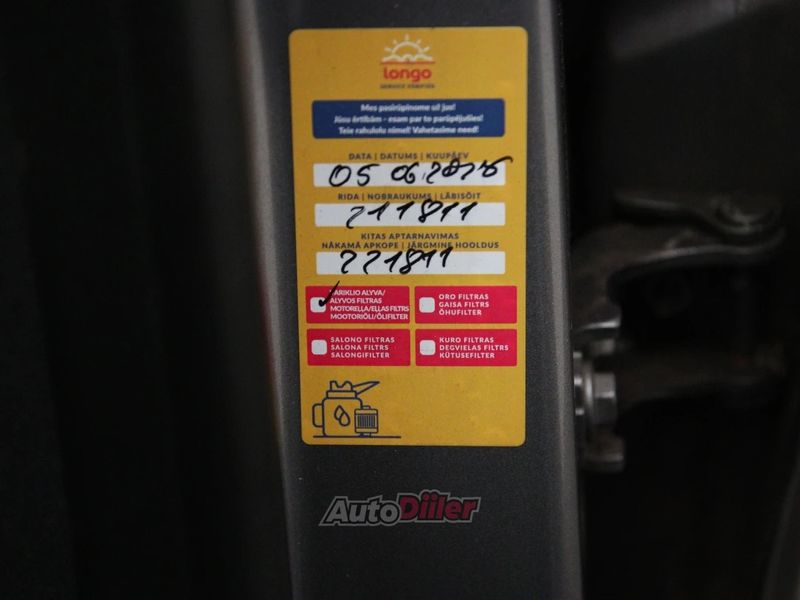 longo
SERVICE STATION
Mes pasirūpinome už jus!
Jūsu ērtībām - esam par to parūpējušies!
Teie rahulolu nimel! Vahetasime need!
DATA | DATUMS | KUUPÄEV
05 06.2025
RIDA | NOBRAUKUMS | LÄBISÕIT
211811
KITAS APTARNAVIMAS
NĀKAMĀ APKOPE | JÄRGMINE HOOLDUS
221811
VARIKLIO ALYVA/
ALYVOS FILTRAS
MOTOREĻĻA/EĻĻAS FILTRS
MOOTORIÕLI/ÕLIFILTER
ORO FILTRAS
GAISA FILTRS
ÕHUFILTER
SALONO FILTRAS
SALONA FILTRS
SALONGIFILTER
KURO FILTRAS
DEGVIELAS FILTRS
KÜTUSEFILTER
AutoDiiler